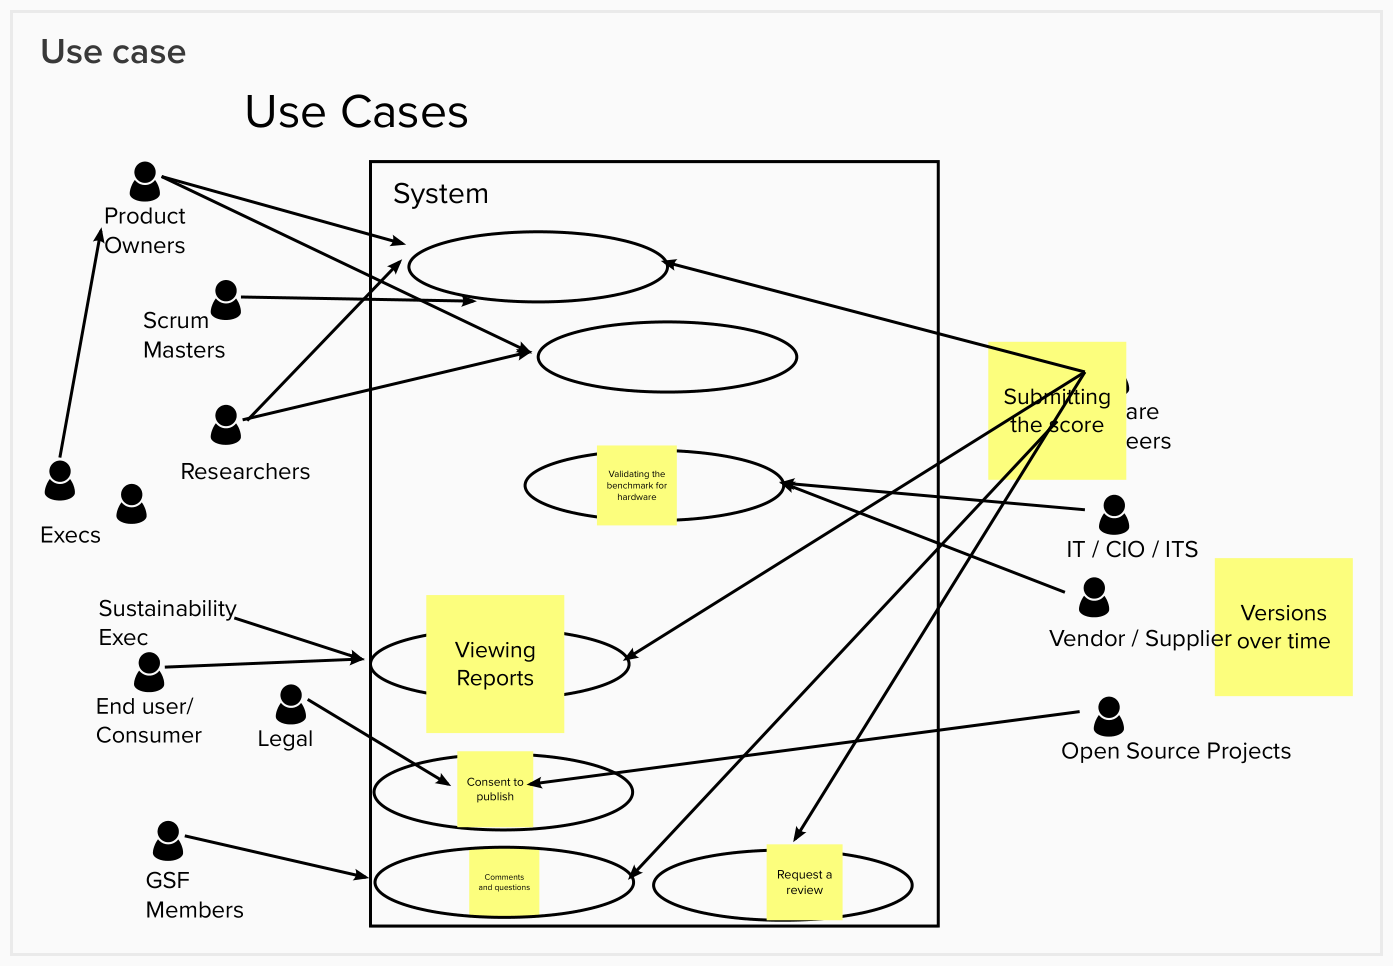 Use case
Use Cases
System
Product
Owners
Scrum
Masters
Researchers
Execs
Sustainability
Exec
End user/
Consumer
Legal
GSF
Members
Validating the
benchmark for
hardware
Viewing
Reports
Consent to
publish
Comments
and questions
Request a
review
Submitting
the score
are
eers
IT / CIO / ITS
Vendor / Supplier
Versions
over time
Open Source Projects